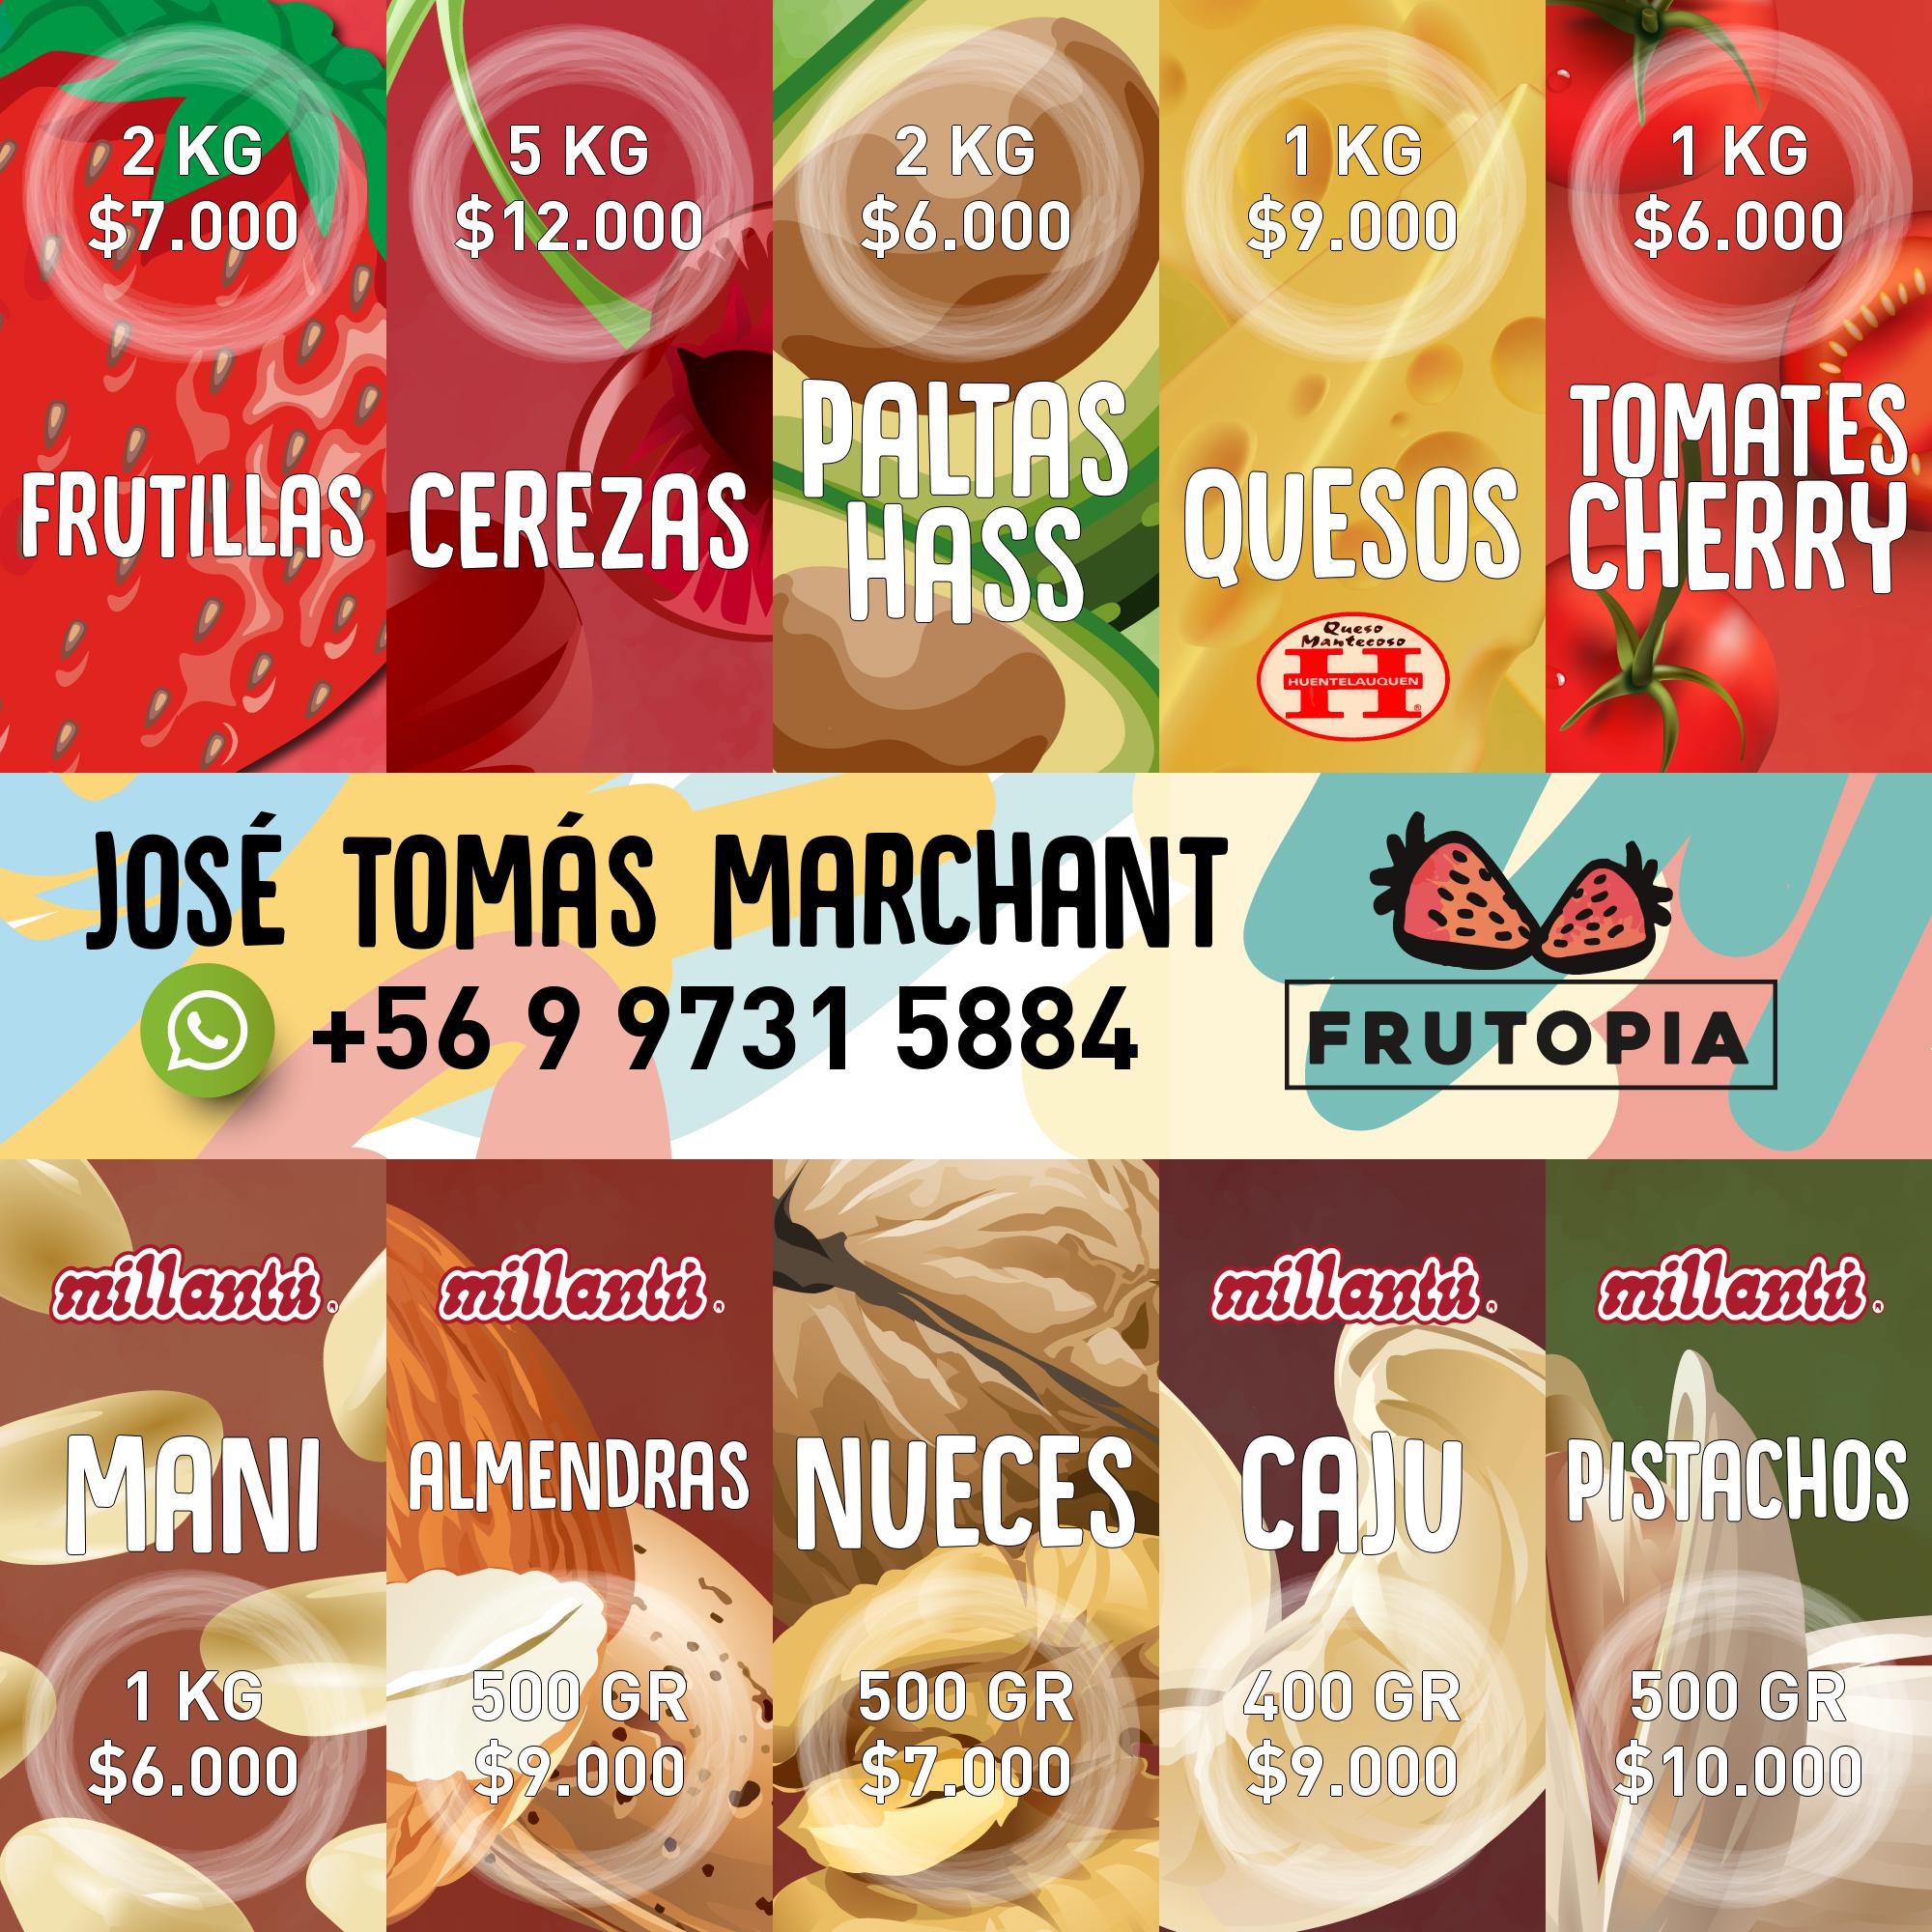 2 KG
$7.000
FRUTILLAS
5 KG
$12.000
CEREZAS
2 KG
$6.000
PALTAS
HASS
1 KG
$9.000
QUESOS
Queso
Mantecoso
H
HUENTELAUQUEN
®
1 KG
$6.000
TOMATES
CHERRY
JOSÉ TOMÁS MARCHANT
+56 9 9731 5884
FRUTOPIA
millantú®
MANI
1 KG
$6.000
millantú®
ALMENDRAS
500 GR
$9.000
NUECES
500 GR
$7.000
millantú®
CAJU
400 GR
$9.000
millantú®
PISTACHOS
500 GR
$10.000